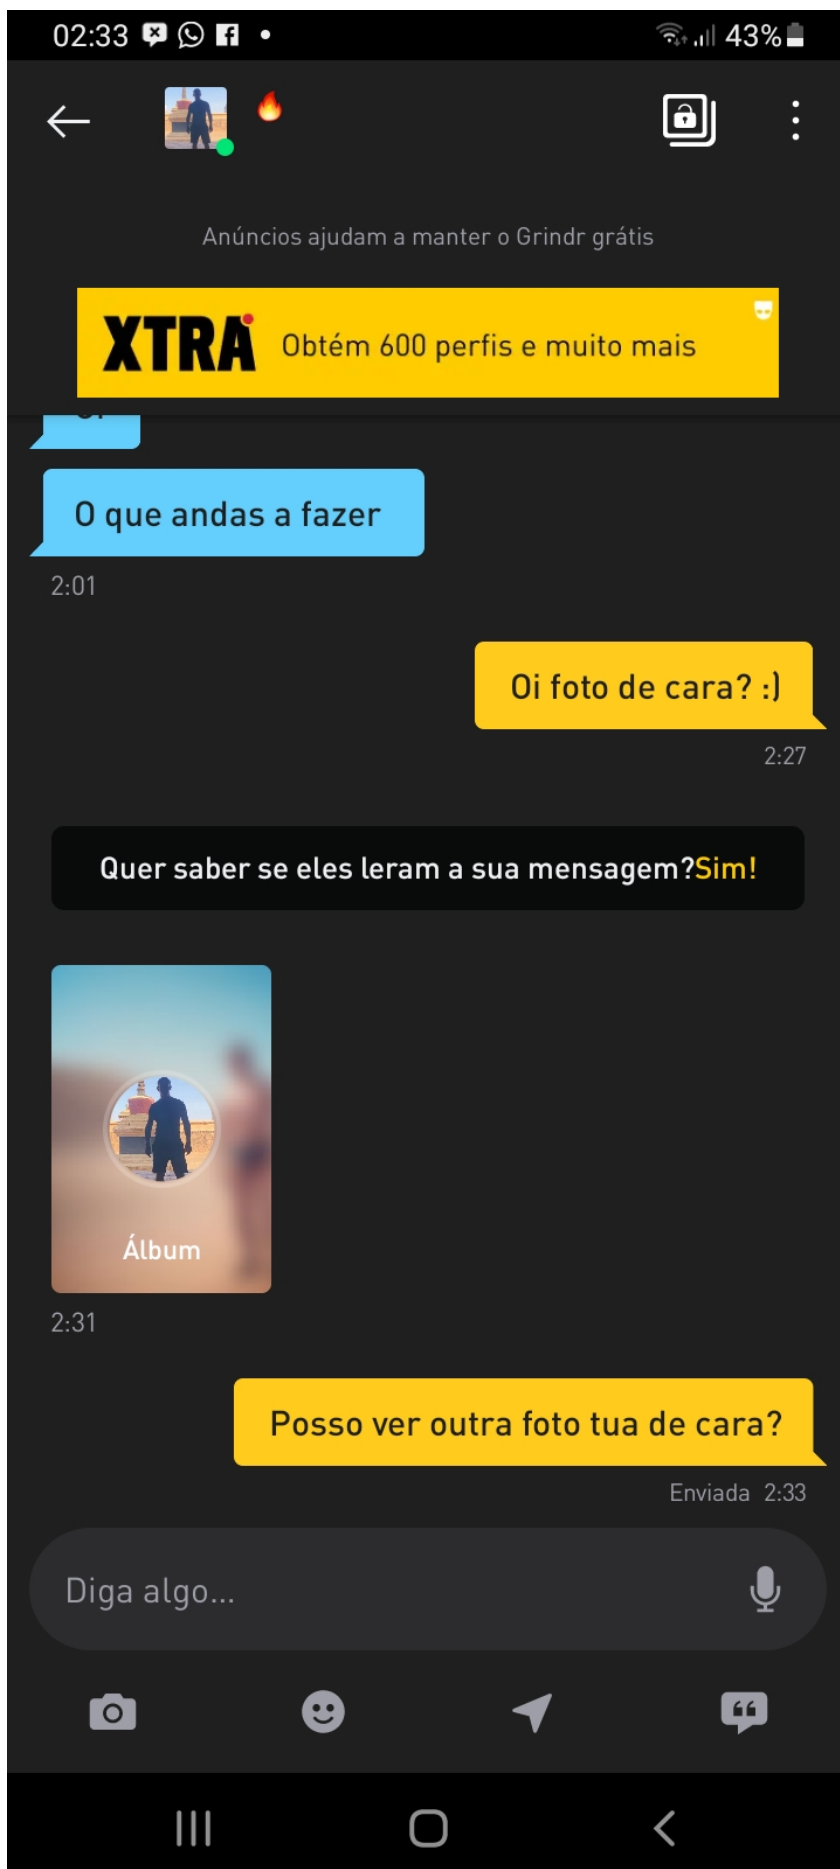 02:33
43%
Anúncios ajudam a manter o Grindr grátis
XTRA Obtém 600 perfis e muito mais
O que andas a fazer
2:01
Oi foto de cara? :)
2:27
Quer saber se eles leram a sua mensagem?Sim!
Álbum
2:31
Posso ver outra foto tua de cara?
Enviada 2:33
Diga algo...